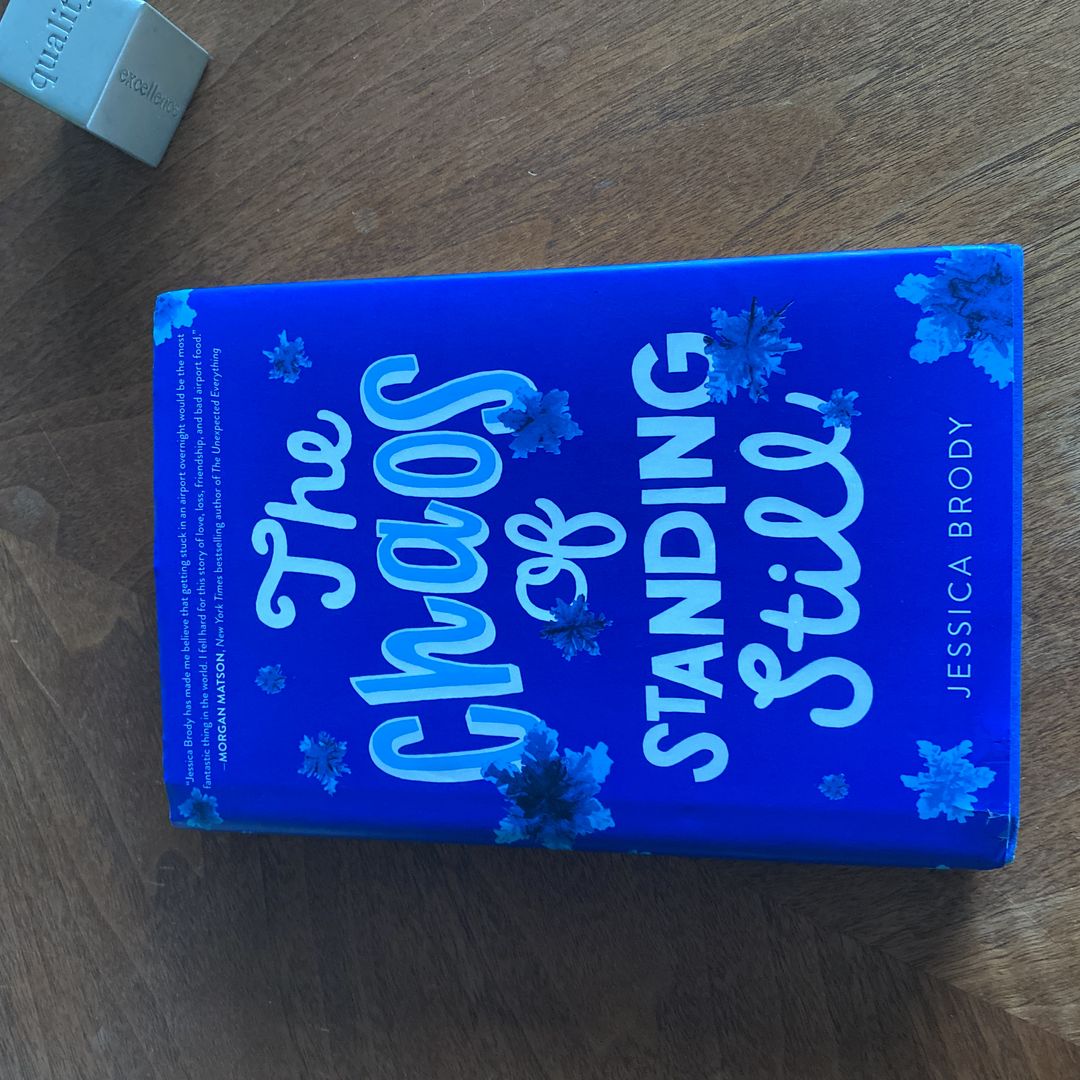 "Jessica Brody has made me believe that getting stuck in an airport overnight would be the most
fantastic thing in the world. I fell hard for this story of love, loss, friendship, and bad airport food."
—MORGAN MATSON, New York Times bestselling author of The Unexpected Everything
The
Chaos
of
STANDING
Still
JESSICA BRODY
quality
excellence